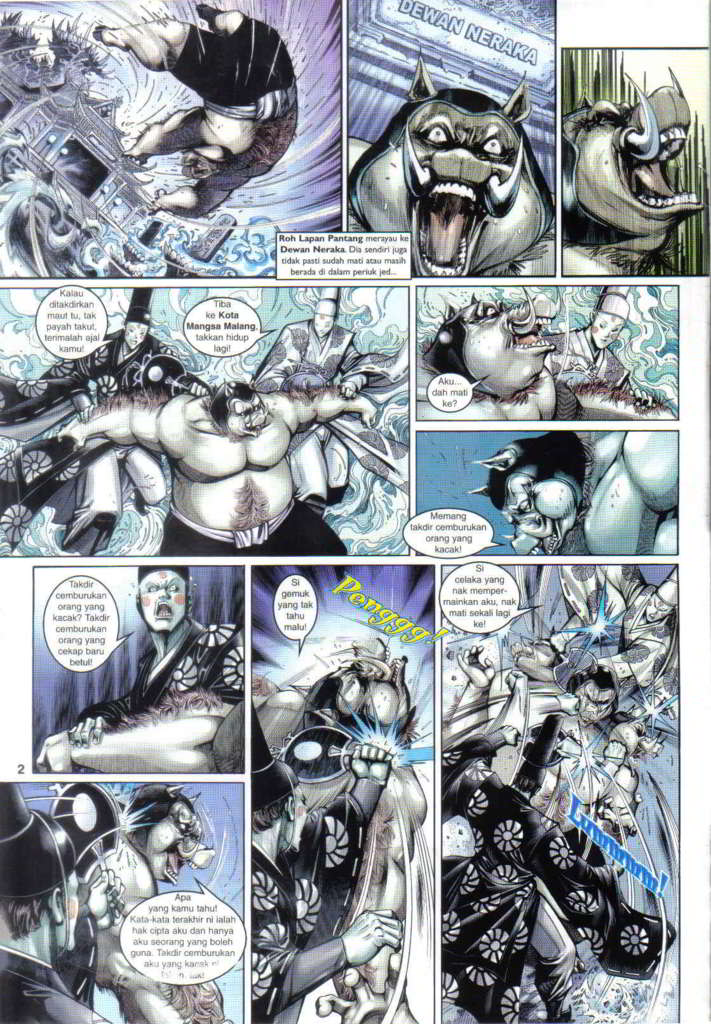 DEWAN NERAKA
Roh Lapan Pantang merayau ke
Dewan Neraka. Dia sendiri juga
tidak pasti sudah mati atau masih
berada di dalam periuk jed...
Kalau
ditakdirkan
maut tu, tak
payah takut,
terimalah ajal
kamu!
Tiba
ke Kota
Mangsa Malang,
takkan hidup
lagi!
Aku...
dah mati
ke?
Memang
takdir cemburukan
orang yang
kacak!
Takdir
cemburukan
orang yang
kacak? Takdir
cemburukan
orang yang
cekap baru
betul!
Si
gemuk
yang tak
tahu
malu!
Penggg!
Si
celaka yang
nak memper-
mainkan aku, nak
mati sekali lagi
ke!
2
Apa
yang kamu tahu!
Kata-kata terakhir ni ialah
hak cipta aku dan hanya
aku seorang yang boleh
guna. Takdir cemburukan
aku yang kacak ni